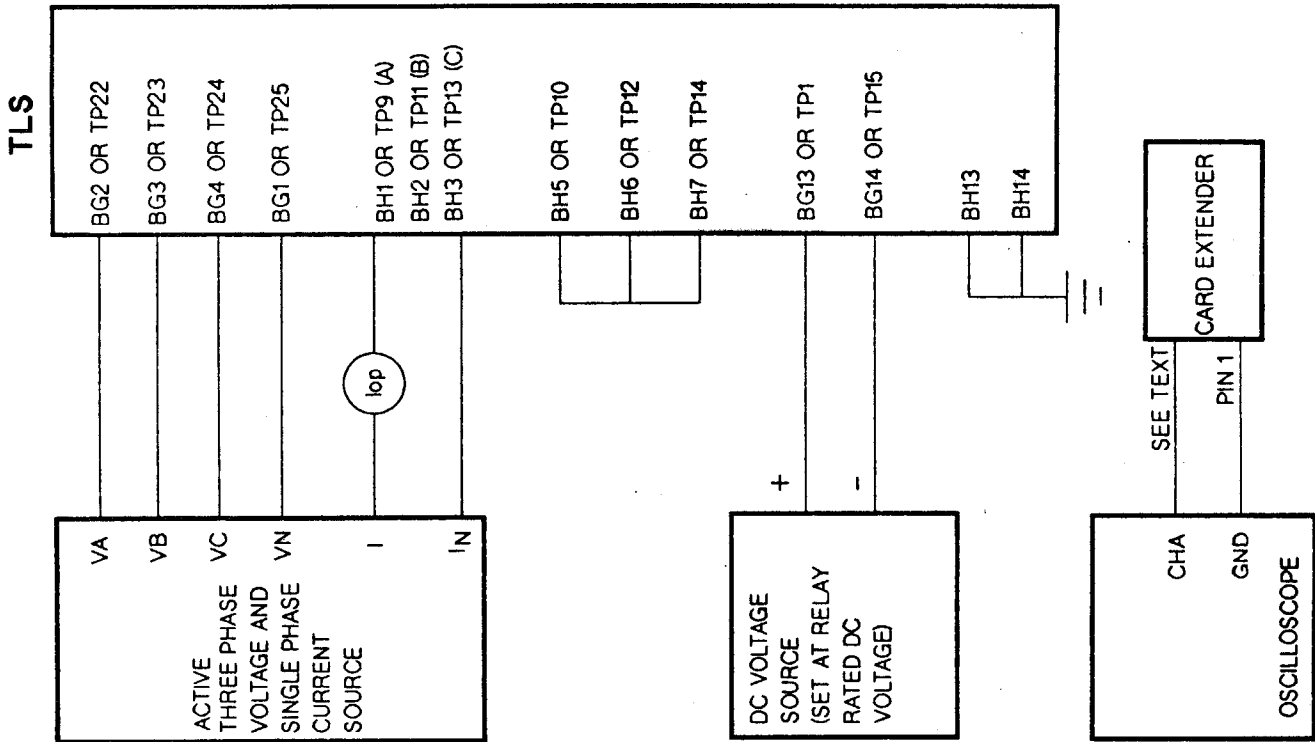 TLS
ACTIVE
THREE PHASE
VOLTAGE AND
SINGLE PHASE
CURRENT
SOURCE
VA
VB
VC
VN
I
IN
Iop
BG2 OR TP22
BG3 OR TP23
BG4 OR TP24
BG1 OR TP25
BH1 OR TP9 (A)
BH2 OR TP11 (B)
BH3 OR TP13 (C)
BH5 OR TP10
BH6 OR TP12
BH7 OR TP14
DC VOLTAGE
SOURCE
(SET AT RELAY
RATED DC
VOLTAGE)
+
-
BG13 OR TP1
BG14 OR TP15
BH13
BH14
OSCILLOSCOPE
CHA
GND
SEE TEXT
PIN 1
CARD EXTENDER